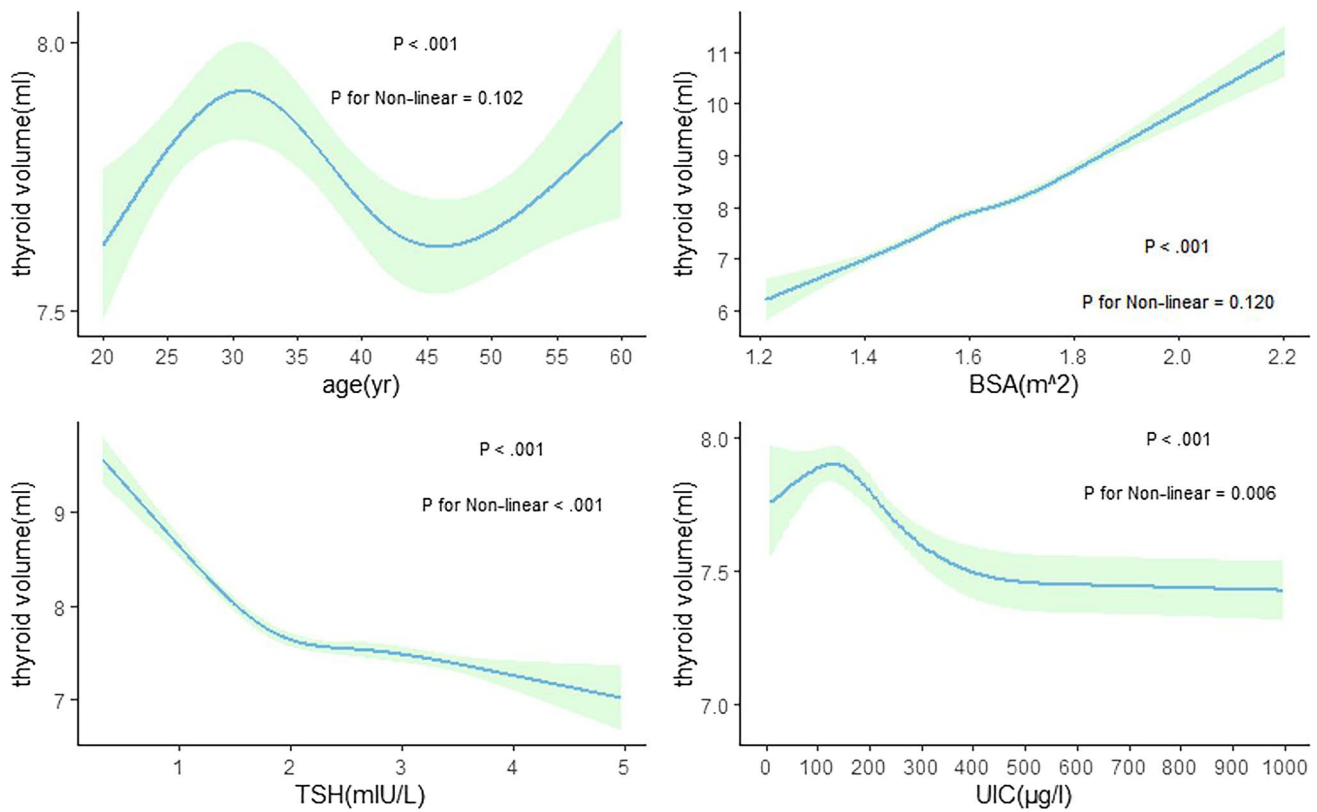 thyroid volume(ml)
8.0
7.5
P < .001
P for Non-linear = 0.102
20 25 30 35 40 45 50 55 60
age(yr)
thyroid volume(ml)
11
10
9
8
7
6
P < .001
P for Non-linear = 0.120
1.2 1.4 1.6 1.8 2.0 2.2
BSA(m^2)
thyroid volume(ml)
9
8
7
P < .001
P for Non-linear < .001
1 2 3 4 5
TSH(mIU/L)
thyroid volume(ml)
8.0
7.5
7.0
P < .001
P for Non-linear = 0.006
0 100 200 300 400 500 600 700 800 900 1000
UIC(µg/l)